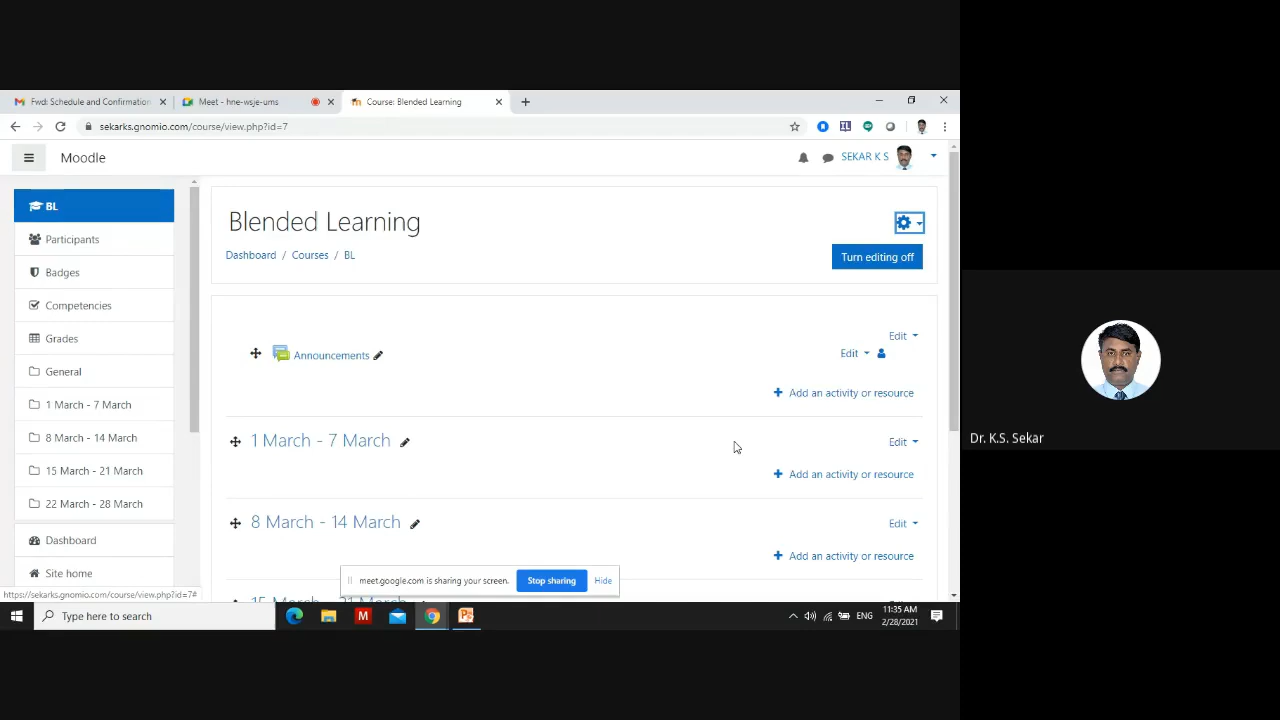 Fwd: Schedule and Confirmation
Meet - hne-wsje-ums
Course: Blended Learning
sekarks.gnomio.com/course/view.php?id=7
Moodle
SEKAR K S
BL
Participants
Badges
Competencies
Grades
General
1 March - 7 March
8 March - 14 March
15 March - 21 March
22 March - 28 March
Dashboard
Site home
Blended Learning
Dashboard / Courses / BL
Turn editing off
Edit
Announcements
Edit
+ Add an activity or resource
1 March - 7 March
Edit
+ Add an activity or resource
8 March - 14 March
Edit
+ Add an activity or resource
meet.google.com is sharing your screen.
Stop sharing
Hide
https://sekarks.gnomio.com/course/view.php?id=7#
Type here to search
ENG
11:35 AM
2/28/2021
Dr. K.S. Sekar